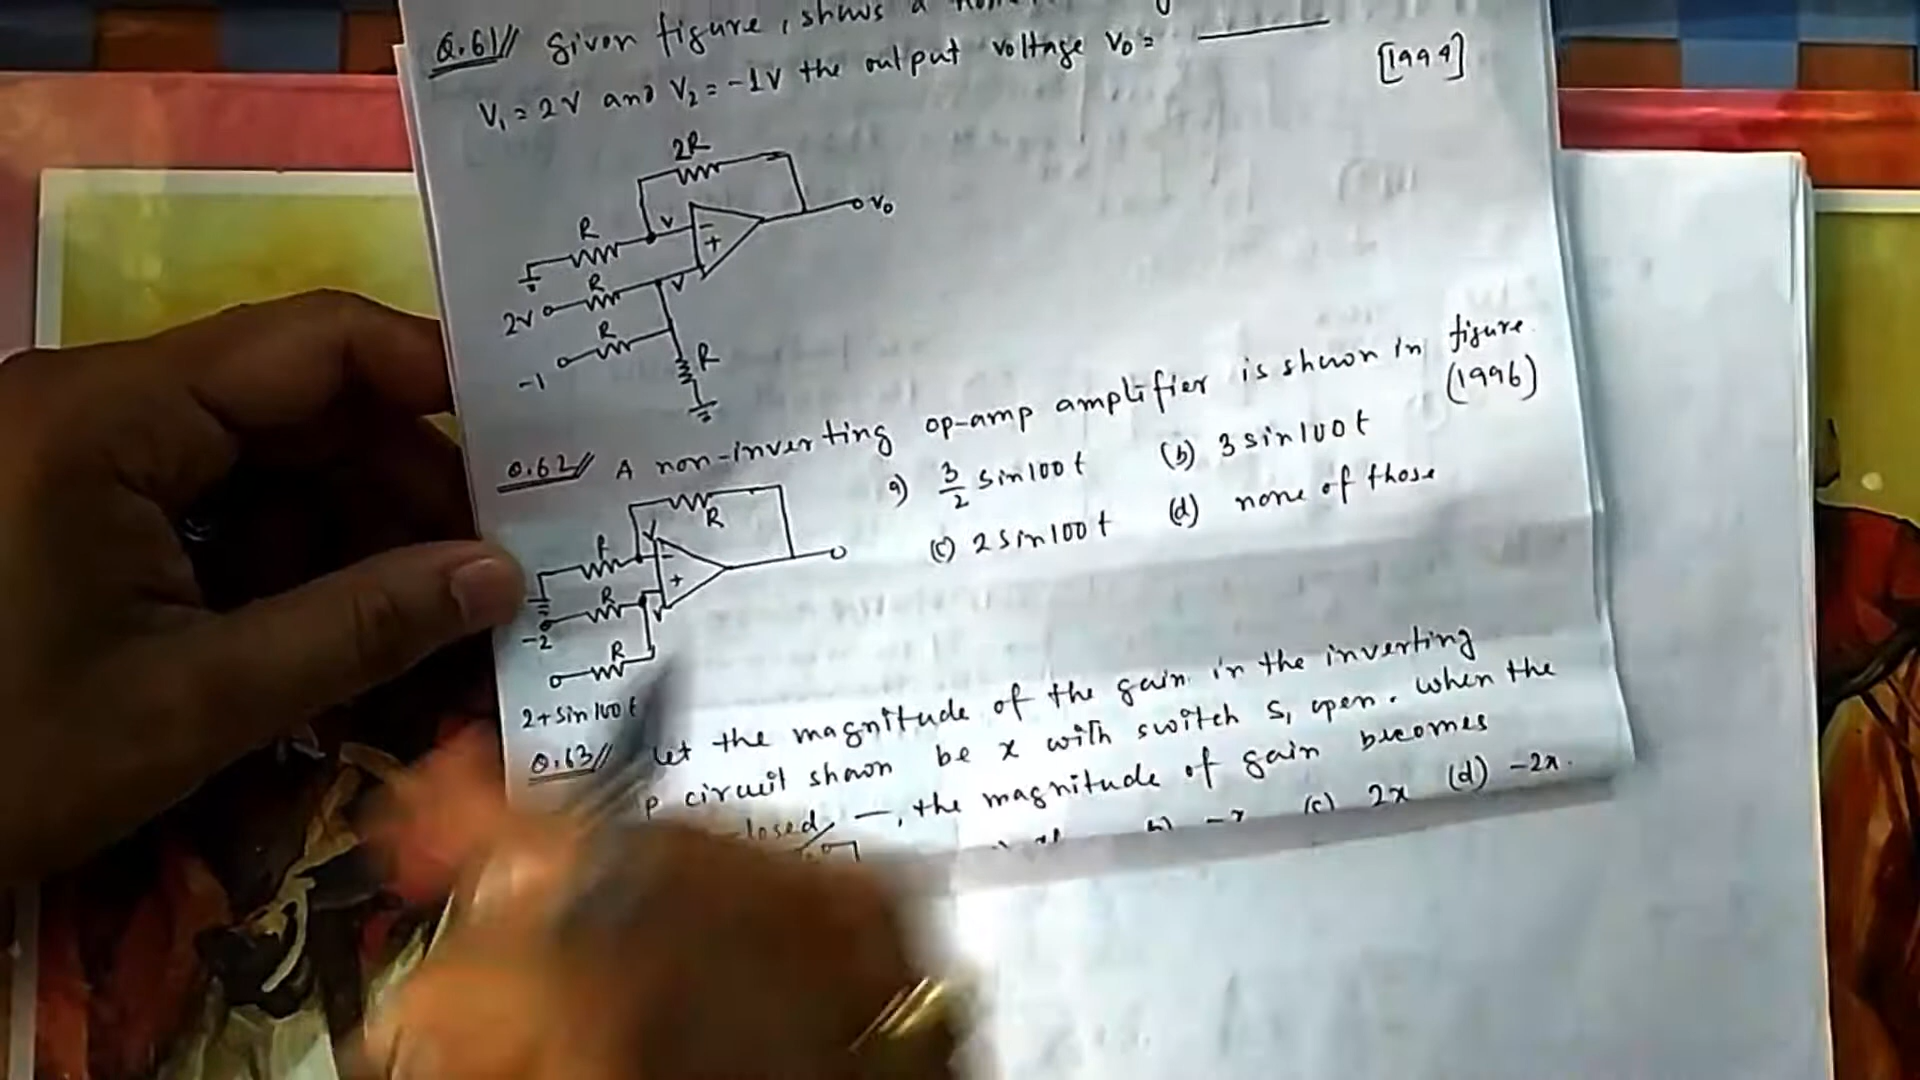 Q.61// Given figure, shows a
V₁ = 2V and V₂ = -1V the output voltage V₀ = ______
[1994]
2R
R
V
-
+
V₀
R
2V
V
R
-1
R
Q.62// A non-inverting op-amp amplifier is shown in figure
(1996)
a) 3/2 sin100t (b) 3 sin100t
(c) 2 sin100t (d) none of those
R
V
R
-
+
R
-2
V
R
2+sin100t
Q.63// let the magnitude of the gain in the inverting
p circuit shown be x with switch S₁ open. When the
closed, —, the magnitude of gain becomes
b) -x (c) 2x (d) -2x.